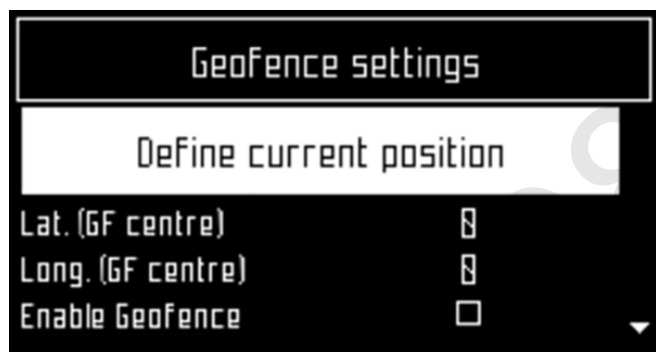 Geofence settings
Define current position
Lat. (GF centre) 0
Long. (GF centre) 0
Enable Geofence